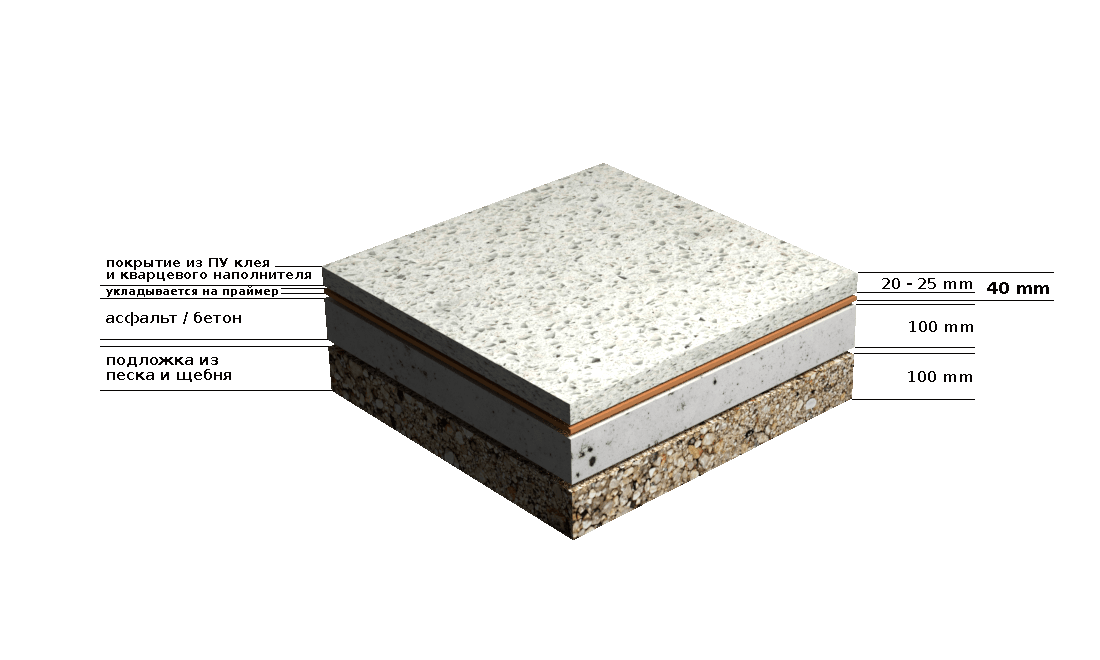 покрытие из ПУ клея
и кварцевого наполнителя
укладывается на праймер
асфальт / бетон
подложка из
песка и щебня
20 - 25 mm
40 mm
100 mm
100 mm